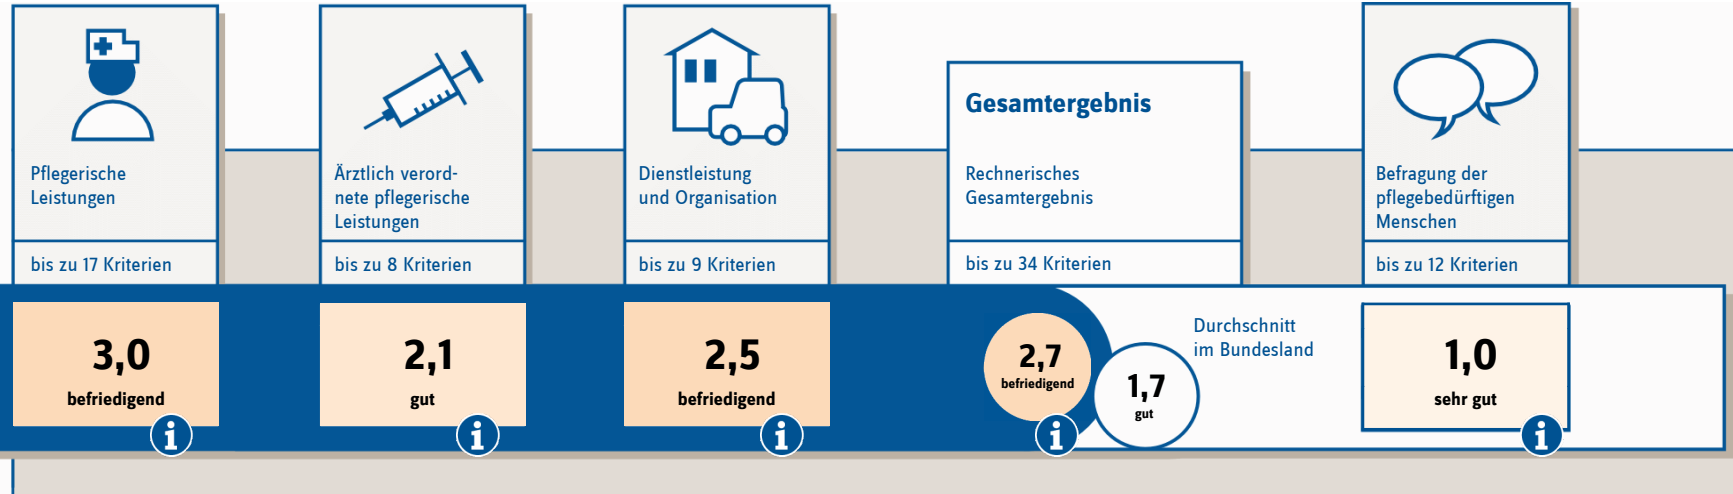 Pflegerische
Leistungen
bis zu 17 Kriterien
3,0
befriedigend
i
Ärztlich verord-
nete pflegerische
Leistungen
bis zu 8 Kriterien
2,1
gut
i
Dienstleistung
und Organisation
bis zu 9 Kriterien
2,5
befriedigend
i
Gesamtergebnis
Rechnerisches
Gesamtergebnis
bis zu 34 Kriterien
2,7
befriedigend
i
1,7
gut
Durchschnitt
im Bundesland
Befragung der
pflegebedürftigen
Menschen
bis zu 12 Kriterien
1,0
sehr gut
i